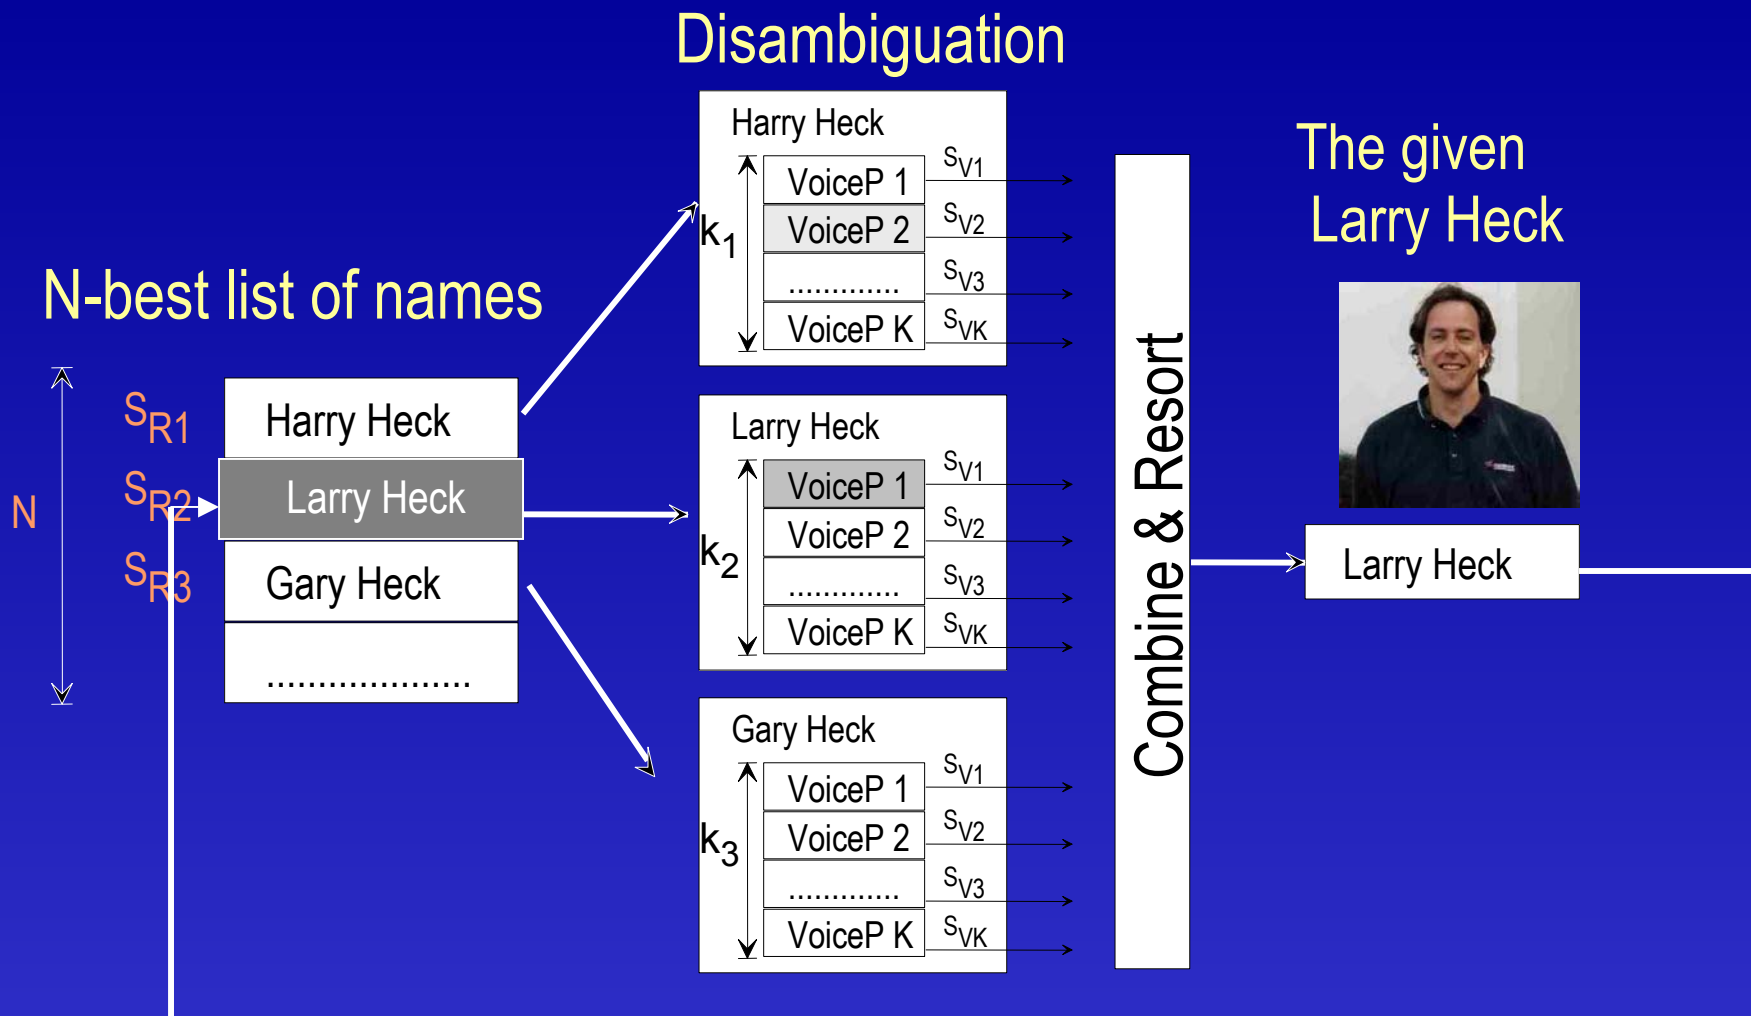 Disambiguation
N-best list of names
N
S_R1
Harry Heck
S_R2
Larry Heck
S_R3
Gary Heck
....................
Harry Heck
k_1
VoiceP 1
S_V1
VoiceP 2
S_V2
.............
S_V3
VoiceP K
S_VK
Larry Heck
k_2
VoiceP 1
S_V1
VoiceP 2
S_V2
.............
S_V3
VoiceP K
S_VK
Gary Heck
k_3
VoiceP 1
S_V1
VoiceP 2
S_V2
.............
S_V3
VoiceP K
S_VK
Combine & Resort
The given
Larry Heck
Larry Heck